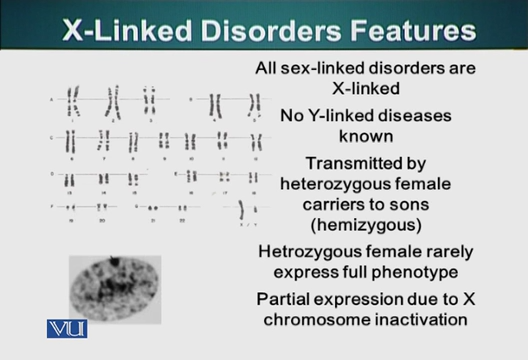 X-Linked Disorders Features
All sex-linked disorders are
X-linked
No Y-linked diseases
known
Transmitted by
heterozygous female
carriers to sons
(hemizygous)
Hetrozygous female rarely
express full phenotype
Partial expression due to X
chromosome inactivation
VU